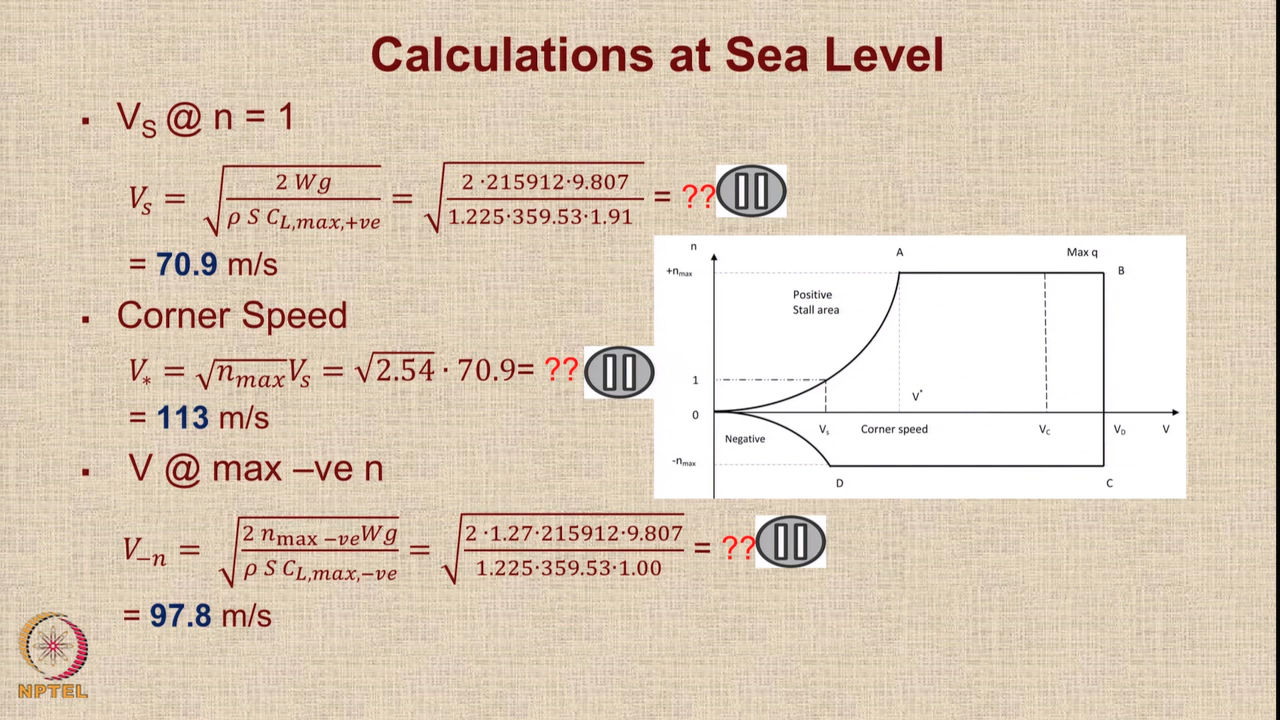 Calculations at Sea Level
▪ V_S @ n = 1
V_s = √(2 Wg / ρ S C_L,max,+ve) = √(2 ·215912·9.807 / 1.225·359.53·1.91) = ??
= 70.9 m/s
▪ Corner Speed
V_* = √n_max V_s = √2.54 · 70.9= ??
= 113 m/s
▪ V @ max –ve n
V_−n = √(2 n_max −ve Wg / ρ S C_L,max,−ve) = √(2 ·1.27·215912·9.807 / 1.225·359.53·1.00) = ??
= 97.8 m/s
n
A
Max q
+n_max
B
Positive
Stall area
1
V*
0
V_s
Corner speed
V_C
V_D
V
Negative
-n_max
D
C
NPTEL